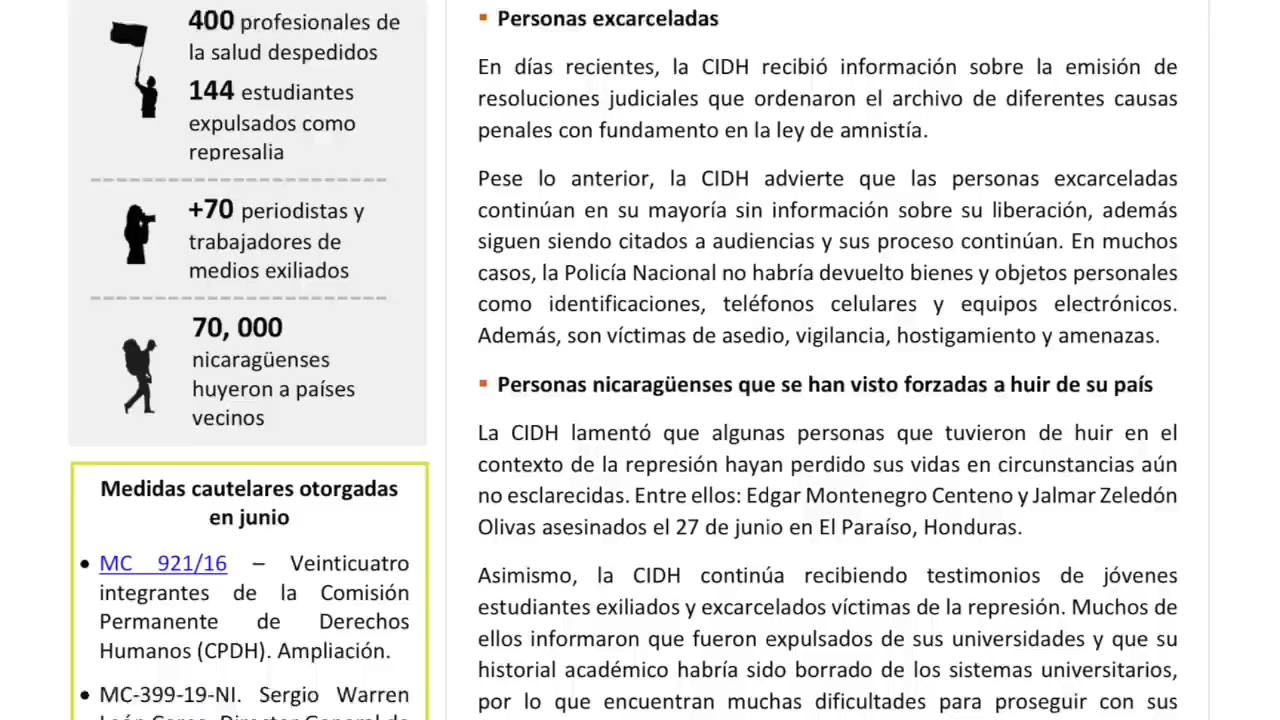 400 profesionales de
la salud despedidos
144 estudiantes
expulsados como
represalia
+70 periodistas y
trabajadores de
medios exiliados
70, 000
nicaragüenses
huyeron a países
vecinos
Medidas cautelares otorgadas
en junio
• MC 921/16 – Veinticuatro
integrantes de la Comisión
Permanente de Derechos
Humanos (CPDH). Ampliación.
• MC-399-19-NI. Sergio Warren
▪ Personas excarceladas
En días recientes, la CIDH recibió información sobre la emisión de
resoluciones judiciales que ordenaron el archivo de diferentes causas
penales con fundamento en la ley de amnistía.
Pese lo anterior, la CIDH advierte que las personas excarceladas
continúan en su mayoría sin información sobre su liberación, además
siguen siendo citados a audiencias y sus proceso continúan. En muchos
casos, la Policía Nacional no habría devuelto bienes y objetos personales
como identificaciones, teléfonos celulares y equipos electrónicos.
Además, son víctimas de asedio, vigilancia, hostigamiento y amenazas.
▪ Personas nicaragüenses que se han visto forzadas a huir de su país
La CIDH lamentó que algunas personas que tuvieron de huir en el
contexto de la represión hayan perdido sus vidas en circunstancias aún
no esclarecidas. Entre ellos: Edgar Montenegro Centeno y Jalmar Zeledón
Olivas asesinados el 27 de junio en El Paraíso, Honduras.
Asimismo, la CIDH continúa recibiendo testimonios de jóvenes
estudiantes exiliados y excarcelados víctimas de la represión. Muchos de
ellos informaron que fueron expulsados de sus universidades y que su
historial académico habría sido borrado de los sistemas universitarios,
por lo que encuentran muchas dificultades para proseguir con sus